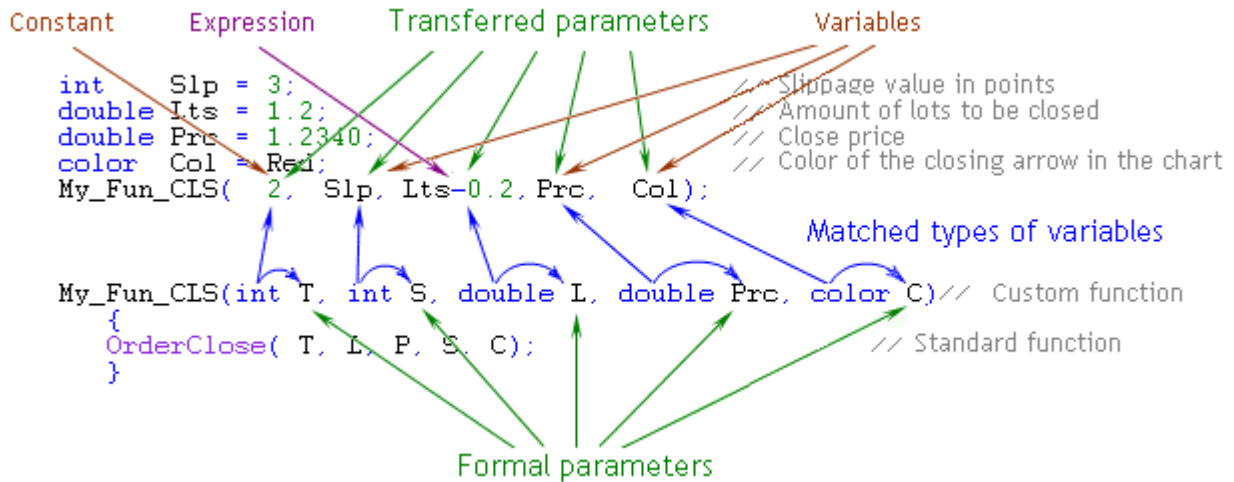 Constant Expression Transferred parameters Variables
int Slp = 3; // Slippage value in points
double Lts = 1.2; // Amount of lots to be closed
double Prc = 1.2340; // Close price
color Col = Red; // Color of the closing arrow in the chart
My_Fun_CLS( 2, Slp, Lts-0.2, Prc, Col);
Matched types of variables
My_Fun_CLS(int T, int S, double L, double Prc, color C)// Custom function
{
OrderClose( T, L, P, S, C); // Standard function
}
Formal parameters